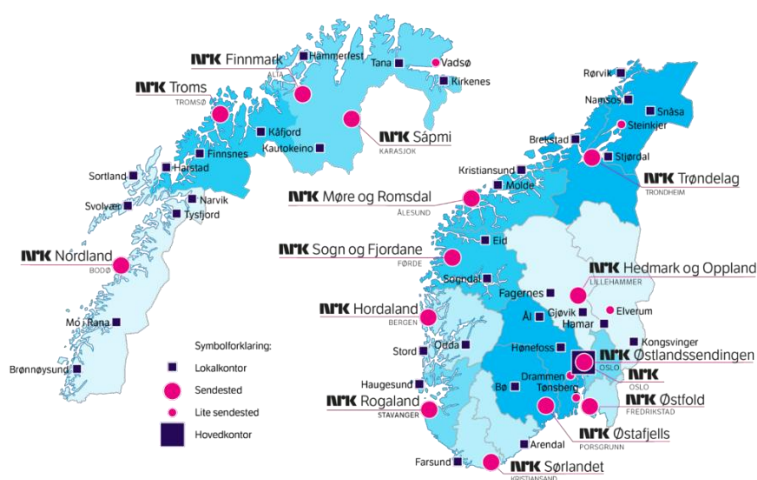 NRK Finnmark
ALTA
Hammerfest
Tana
Vadsø
Kirkenes
NRK Troms
TROMSØ
Kåfjord
Kautokeino
NRK Sápmi
KARASJOK
Finnsnes
Harstad
Sortland
Svolvær
Narvik
Tysfjord
NRK Nordland
BODØ
Mo i Rana
Brønnøysund
Symbolforklaring:
Lokalkontor
Sendested
Lite sendested
Hovedkontor
Rørvik
Namsos
Snåsa
Steinkjer
Brekstad
Stjørdal
NRK Trøndelag
TRONDHEIM
Kristiansund
Molde
NRK Møre og Romsdal
ÅLESUND
Eid
NRK Sogn og Fjordane
FØRDE
Sogndal
NRK Hedmark og Oppland
LILLEHAMMER
Fagernes
Gjøvik
Elverum
Hamar
Ål
NRK Hordaland
BERGEN
Kongsvinger
Hønefoss
Odda
Stord
NRK Østlandssendingen
OSLO
NRK
OSLO
Drammen
Tønsberg
Bø
Haugesund
NRK Rogaland
STAVANGER
NRK Østfold
FREDRIKSTAD
NRK Østafjells
PORSGRUNN
Arendal
Farsund
NRK Sørlandet
KRISTIANSAND